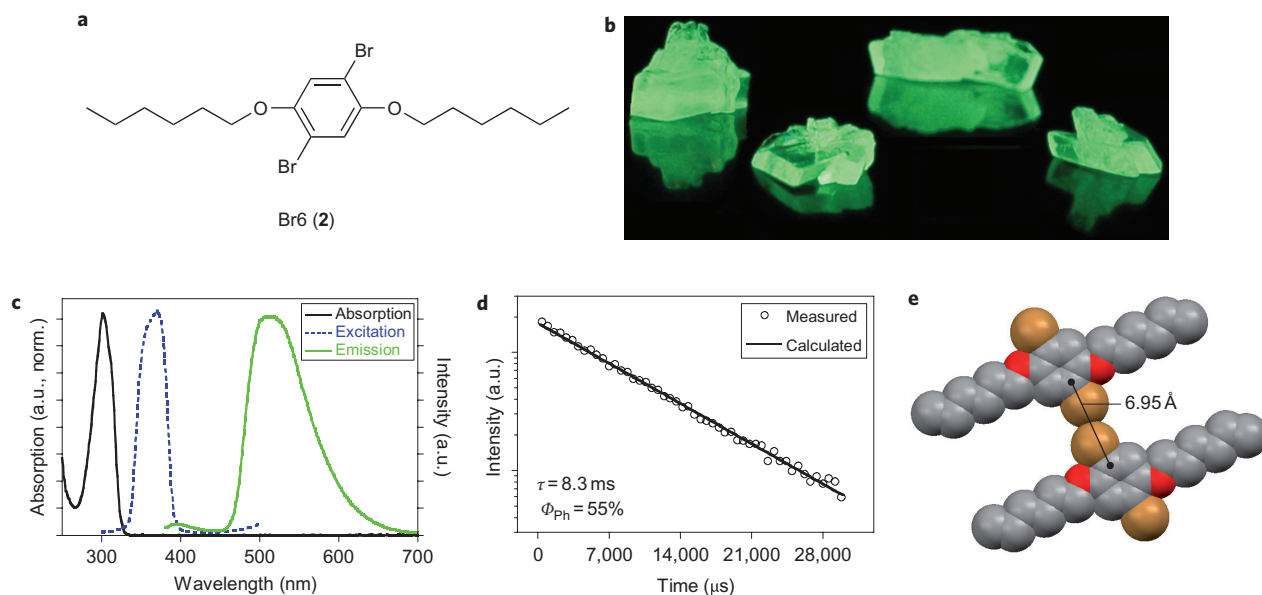 a
Br
O
O
Br
Br6 (2)
b
c
Absorption (a.u., norm.)
Absorption
Excitation
Emission
Intensity (a.u.)
300 400 500 600 700
Wavelength (nm)
d
Intensity (a.u.)
Measured
Calculated
τ = 8.3 ms
Φ_Ph = 55%
0 7,000 14,000 21,000 28,000
Time (μs)
e
6.95 Å